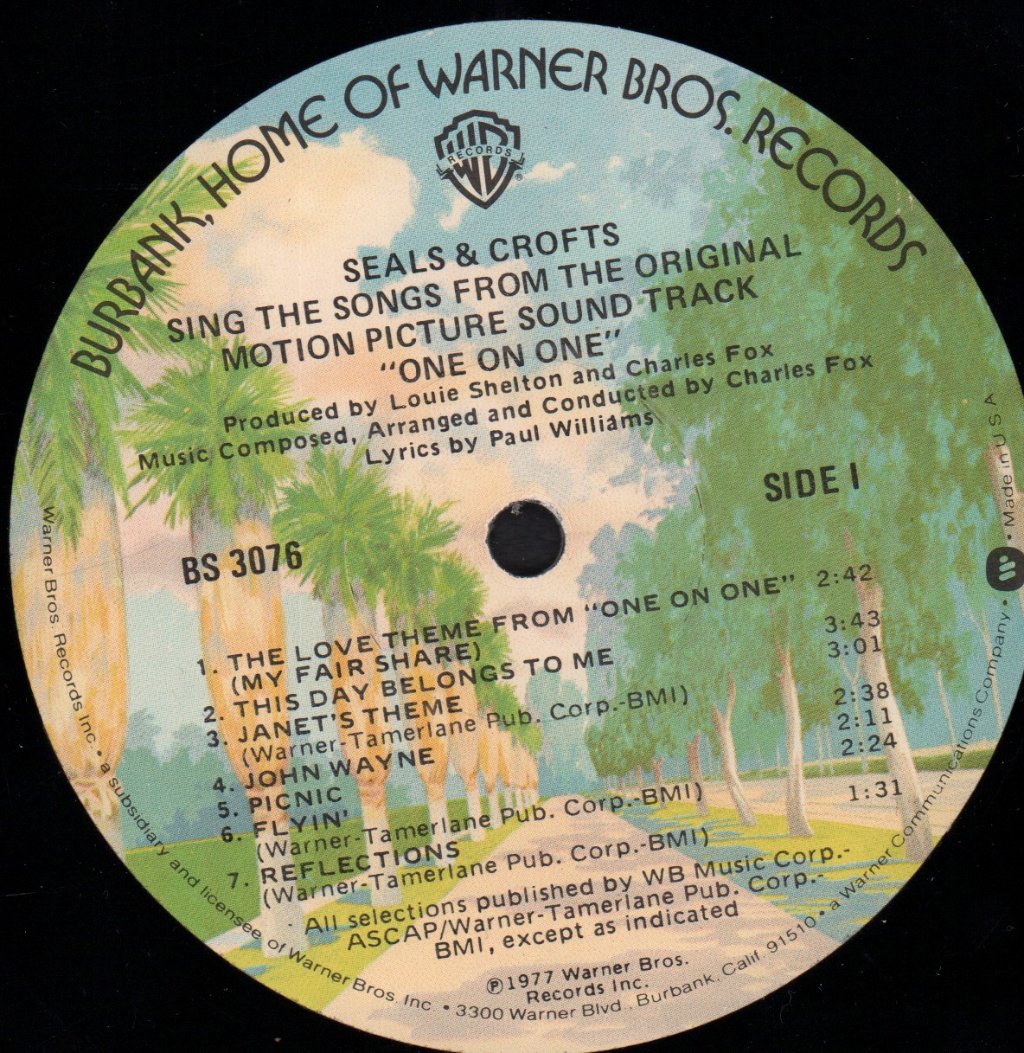 BURBANK, HOME OF WARNER BROS. RECORDS
WB
RECORDS
®
SEALS & CROFTS
SING THE SONGS FROM THE ORIGINAL
MOTION PICTURE SOUND TRACK
"ONE ON ONE"
Produced by Louie Shelton and Charles Fox
Music Composed, Arranged and Conducted by Charles Fox
Lyrics by Paul Williams
SIDE I
BS 3076
1. THE LOVE THEME FROM "ONE ON ONE" 2:42
(MY FAIR SHARE)
2. THIS DAY BELONGS TO ME 3:43
3. JANET'S THEME 3:01
(Warner-Tamerlane Pub. Corp.-BMI)
4. JOHN WAYNE 2:38
5. PICNIC 2:11
6. FLYIN' 2:24
(Warner-Tamerlane Pub. Corp.-BMI)
7. REFLECTIONS 1:31
(Warner-Tamerlane Pub. Corp.-BMI)
All selections published by WB Music Corp.-
ASCAP/Warner-Tamerlane Pub. Corp.-
BMI, except as indicated
℗1977 Warner Bros.
Records Inc.
Warner Bros. Records Inc. • a subsidiary and licensee of Warner Bros. Inc. • 3300 Warner Blvd., Burbank, Calif. 91510 • a Warner Communications Company • Made in U.S.A.